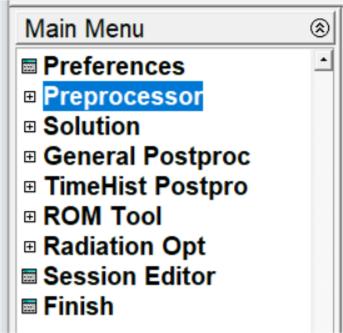 Main Menu
Preferences
Preprocessor
Solution
General Postproc
TimeHist Postpro
ROM Tool
Radiation Opt
Session Editor
Finish